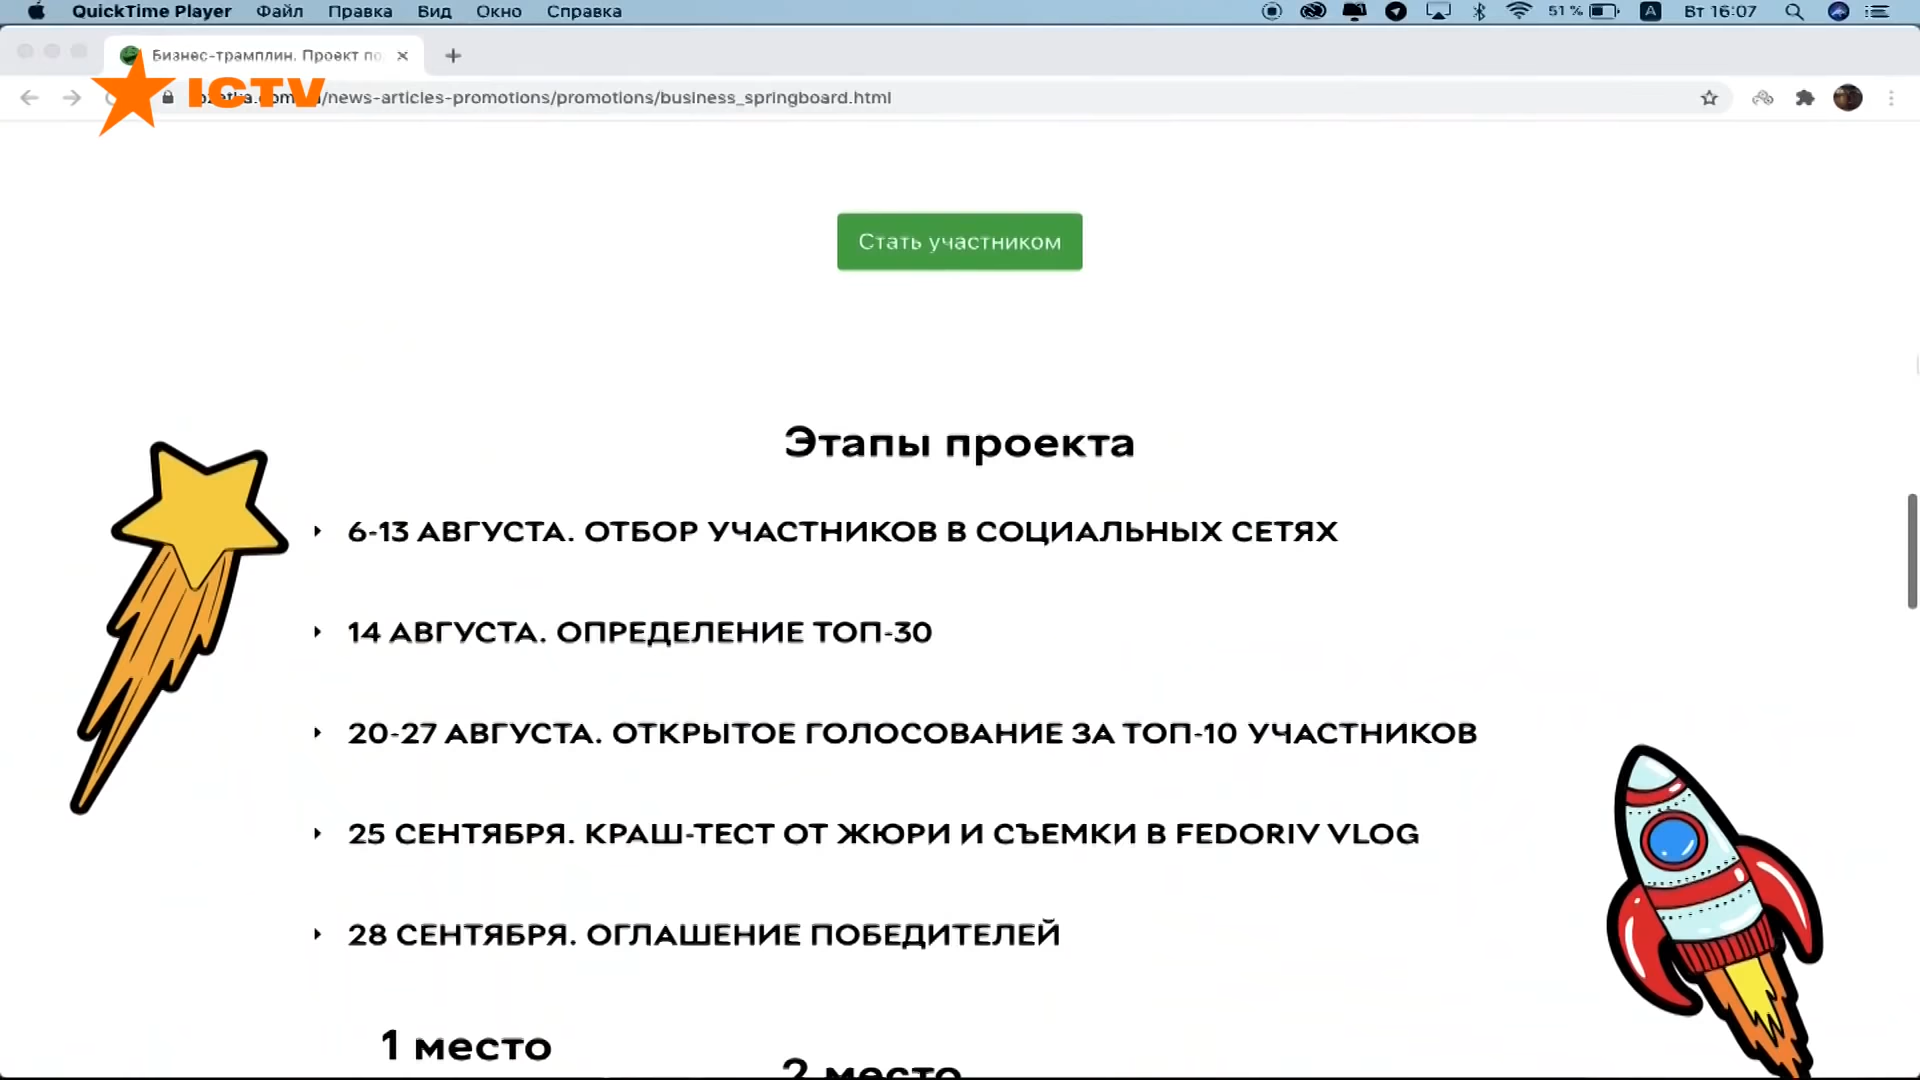 QuickTime Player Файл Правка Вид Окно Справка 51 % A Вт 16:07
Бизнес-трамплин. Проект по
ICTV
/news-articles-promotions/promotions/business_springboard.html
Стать участником
Этапы проекта
6-13 АВГУСТА. ОТБОР УЧАСТНИКОВ В СОЦИАЛЬНЫХ СЕТЯХ
14 АВГУСТА. ОПРЕДЕЛЕНИЕ ТОП-30
20-27 АВГУСТА. ОТКРЫТОЕ ГОЛОСОВАНИЕ ЗА ТОП-10 УЧАСТНИКОВ
25 СЕНТЯБРЯ. КРАШ-ТЕСТ ОТ ЖЮРИ И СЪЕМКИ В FEDORIV VLOG
28 СЕНТЯБРЯ. ОГЛАШЕНИЕ ПОБЕДИТЕЛЕЙ
1 место
2 место